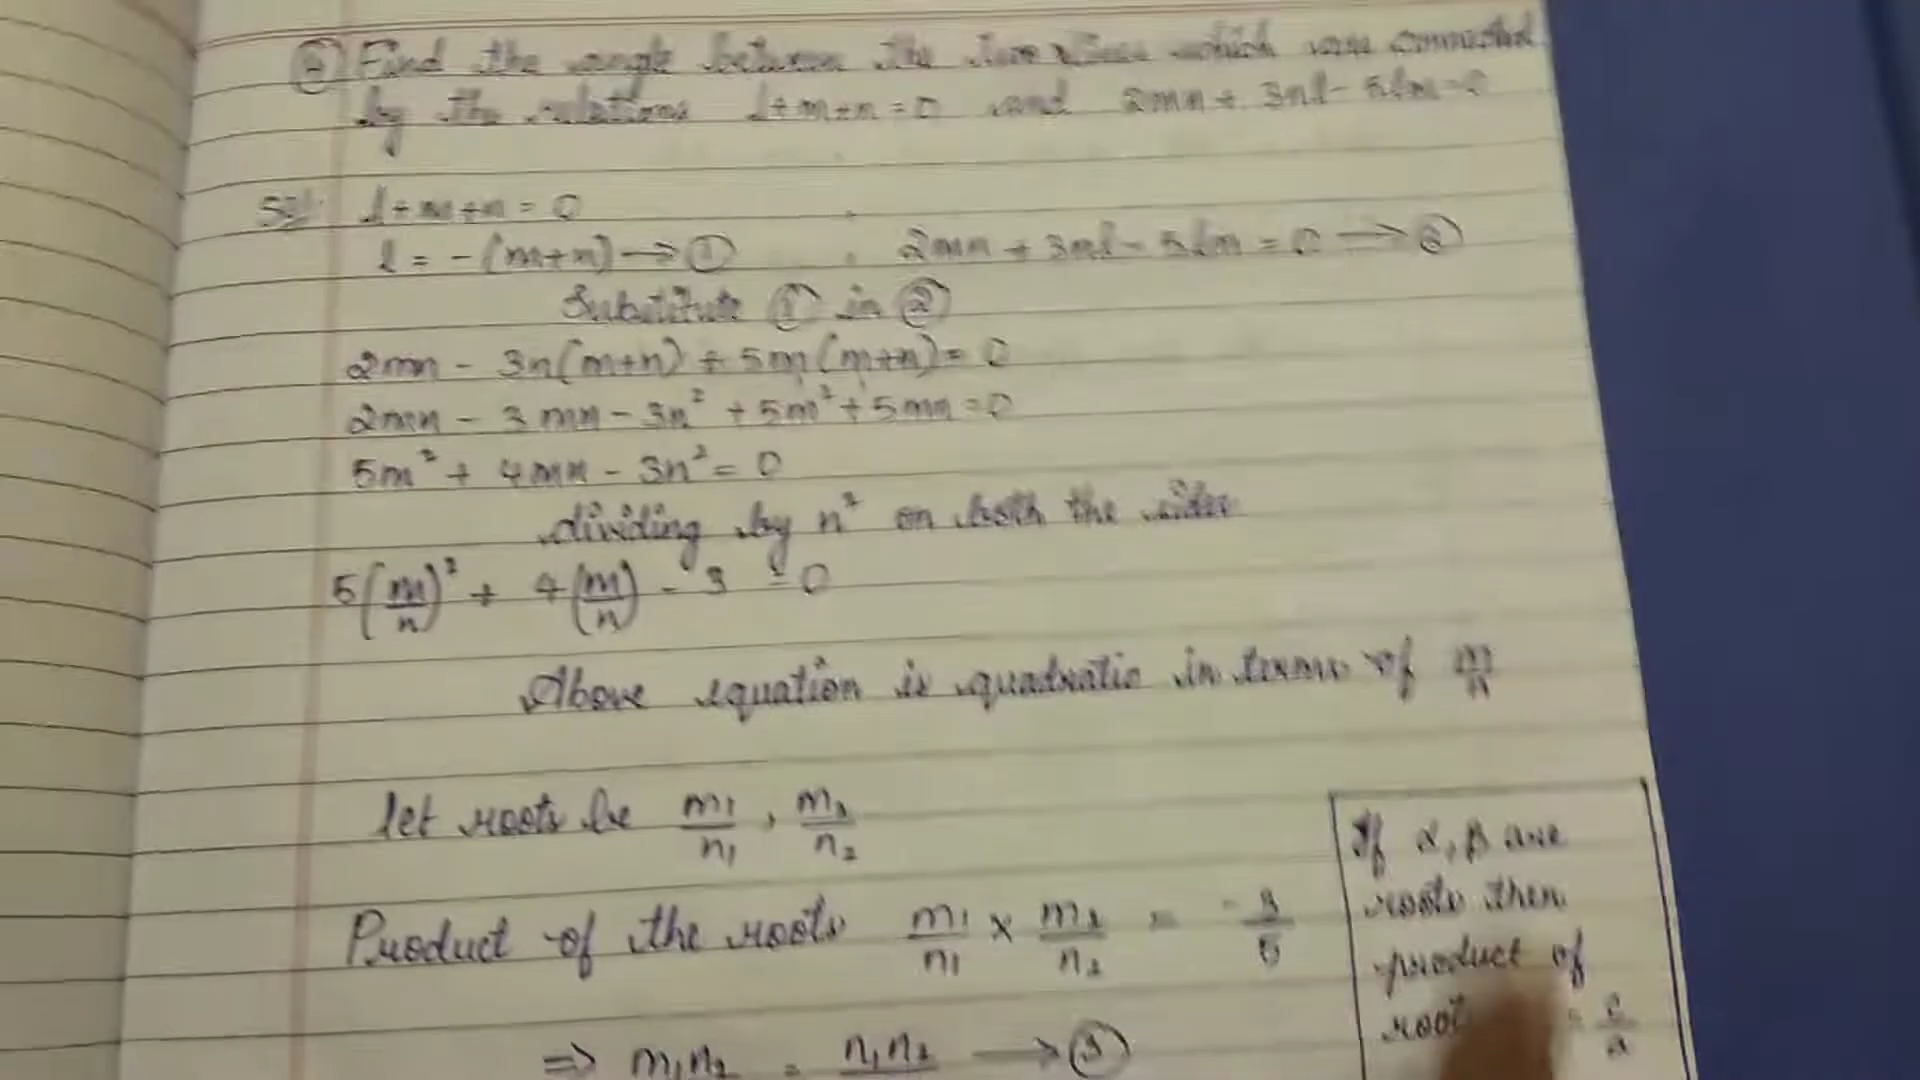 ② Find the angle between the two lines which are connected
by the relations l+m+n=0 and 2mn+3nl-5lm=0
Sol: l+m+n=0
l = -(m+n) → ① 2mn+3nl-5lm=0 → ②
Substitute ① in ②
2mn - 3n(m+n) + 5m(m+n) = 0
2mn - 3mn - 3n² + 5m² + 5mn = 0
5m² + 4mn - 3n² = 0
dividing by n² on both the sides
5(m/n)² + 4(m/n) - 3 = 0
Above equation is quadratic in terms of m/n
let roots be m₁/n₁, m₂/n₂
Product of the roots m₁/n₁ × m₂/n₂ = -3/5
⇒ m₁m₂ = n₁n₂ → ③
If α, β are
roots then
product of
roots = c/a